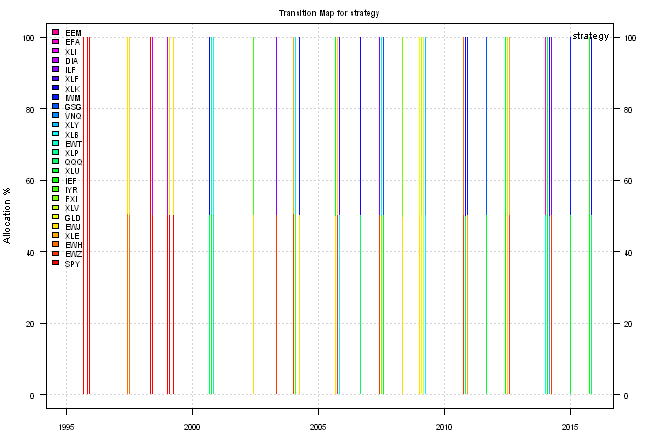 Transition Map for strategy
strategy
Allocation %
100
80
60
40
20
0
EEM
EFA
XLI
DIA
ILF
XLF
XLK
IWM
GSG
VNQ
XLY
XLB
EWT
XLP
QQQ
XLU
IEF
IYR
FXI
XLV
GLD
EWJ
XLE
EWH
EWZ
SPY
100
80
60
40
20
0
1995 2000 2005 2010 2015